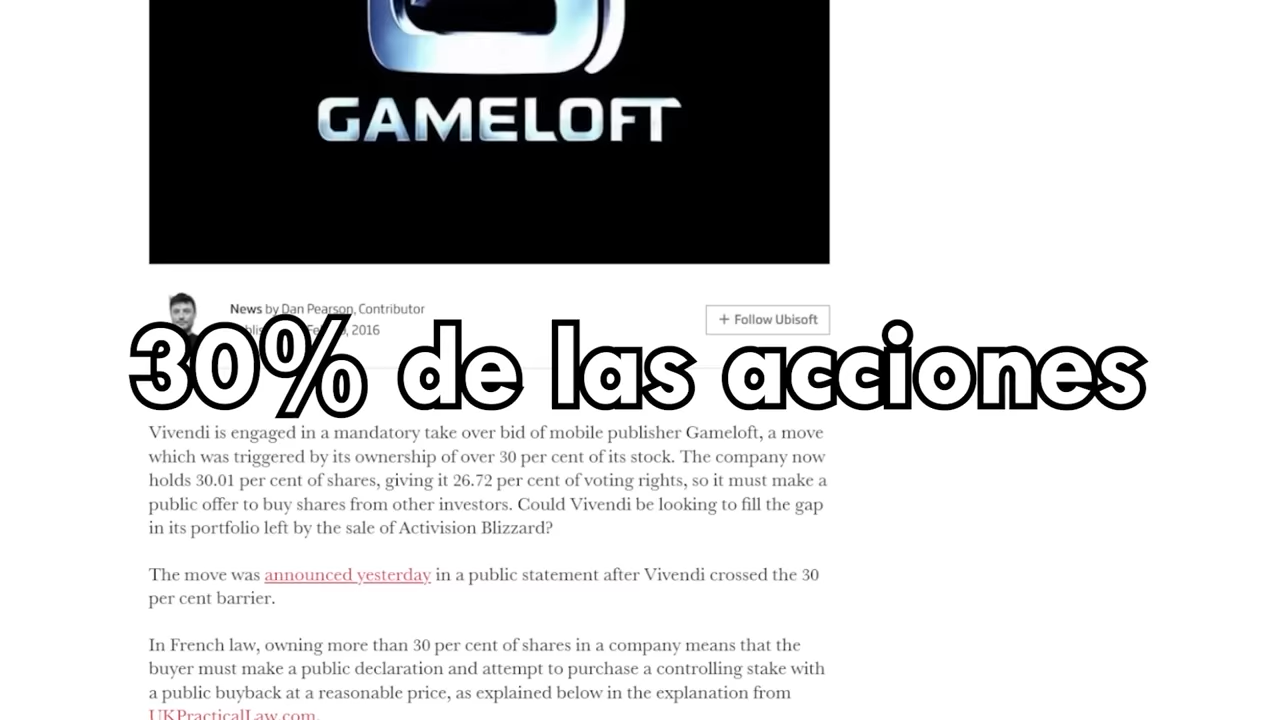 GAMELOFT
News by Dan Pearson, Contributor
+ Follow Ubisoft
2016
30% de las acciones
Vivendi is engaged in a mandatory take over bid of mobile publisher Gameloft, a move
which was triggered by its ownership of over 30 per cent of its stock. The company now
holds 30.01 per cent of shares, giving it 26.72 per cent of voting rights, so it must make a
public offer to buy shares from other investors. Could Vivendi be looking to fill the gap
in its portfolio left by the sale of Activision Blizzard?
The move was announced yesterday in a public statement after Vivendi crossed the 30
per cent barrier.
In French law, owning more than 30 per cent of shares in a company means that the
buyer must make a public declaration and attempt to purchase a controlling stake with
a public buyback at a reasonable price, as explained below in the explanation from
UKPracticalLaw.com.